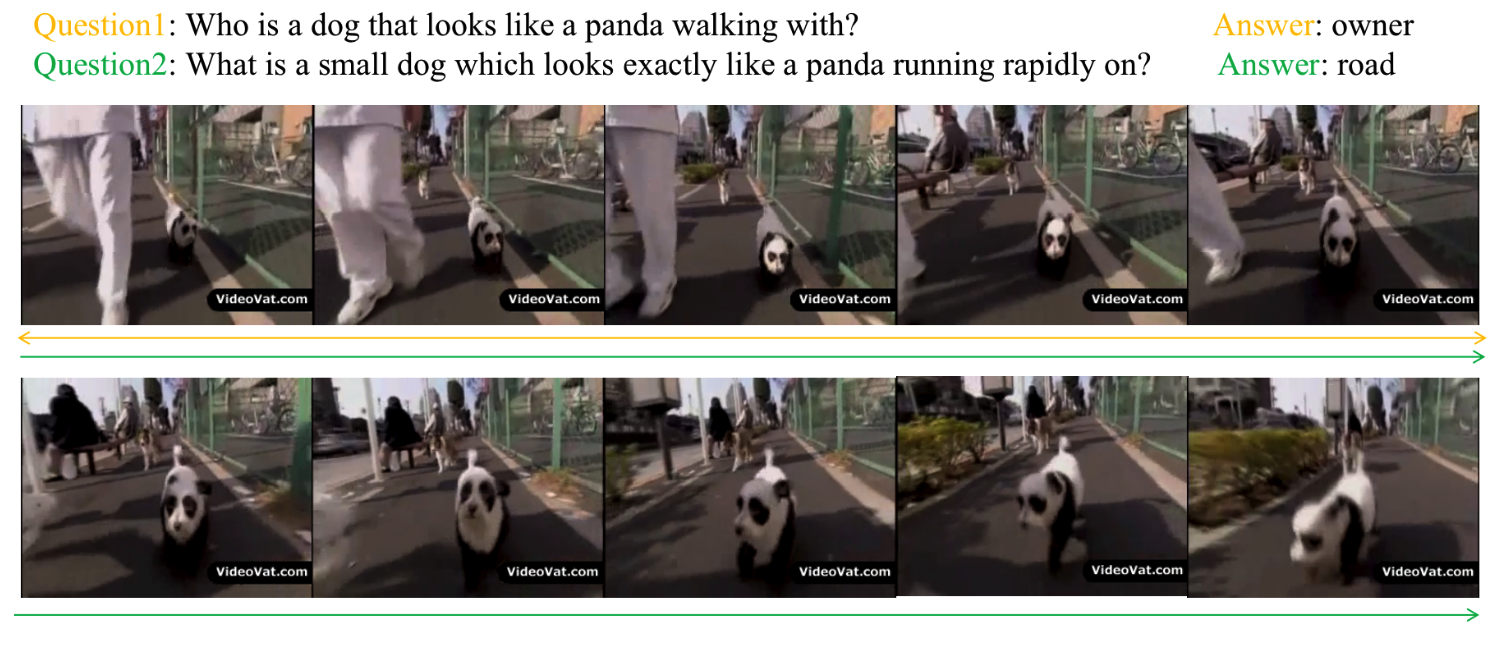 Question1: Who is a dog that looks like a panda walking with? Answer: owner
Question2: What is a small dog which looks exactly like a panda running rapidly on? Answer: road
VideoVat.com VideoVat.com VideoVat.com VideoVat.com VideoVat.com
VideoVat.com VideoVat.com VideoVat.com VideoVat.com VideoVat.com